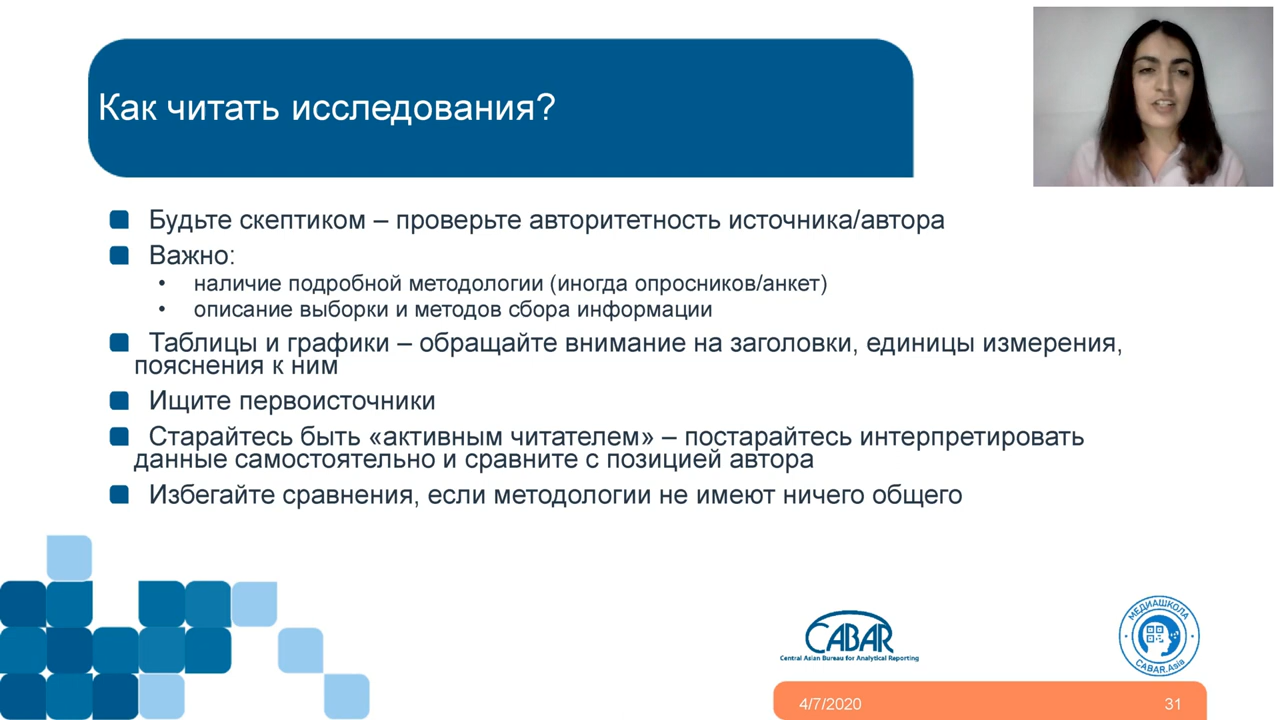 Как читать исследования?
Будьте скептиком – проверьте авторитетность источника/автора
Важно:
наличие подробной методологии (иногда опросников/анкет)
описание выборки и методов сбора информации
Таблицы и графики – обращайте внимание на заголовки, единицы измерения,
пояснения к ним
Ищите первоисточники
Старайтесь быть «активным читателем» – постарайтесь интерпретировать
данные самостоятельно и сравните с позицией автора
Избегайте сравнения, если методологии не имеют ничего общего
CABAR
Central Asian Bureau for Analytical Reporting
МЕДИАШКОЛА
CABAR.Asia
4/7/2020
31